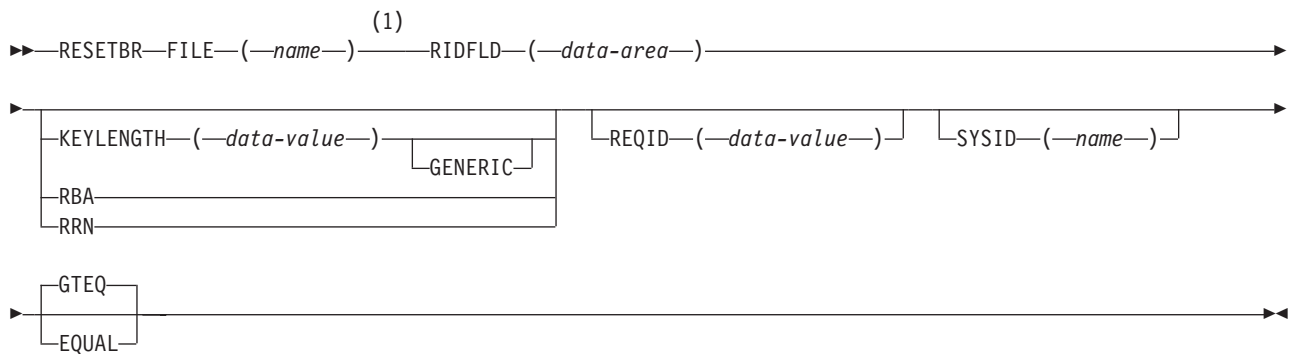 (1)
RESETBR FILE ( name ) RIDFLD ( data-area )
KEYLENGTH ( data-value ) REQID ( data-value ) SYSID ( name )
GENERIC
RBA
RRN
GTEQ
EQUAL